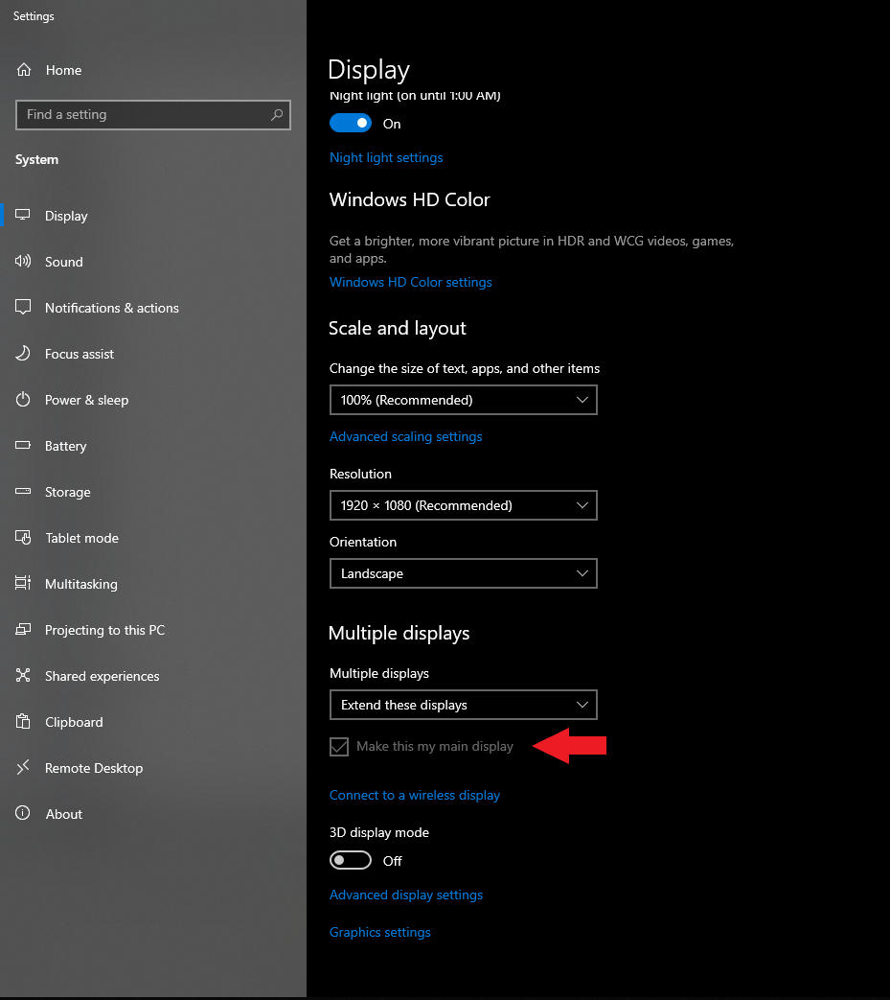 Settings
Home
Find a setting
System
Display
Sound
Notifications & actions
Focus assist
Power & sleep
Battery
Storage
Tablet mode
Multitasking
Projecting to this PC
Shared experiences
Clipboard
Remote Desktop
About
Display
Night light (on until 1:00 AM)
On
Night light settings
Windows HD Color
Get a brighter, more vibrant picture in HDR and WCG videos, games,
and apps.
Windows HD Color settings
Scale and layout
Change the size of text, apps, and other items
100% (Recommended)
Advanced scaling settings
Resolution
1920 × 1080 (Recommended)
Orientation
Landscape
Multiple displays
Multiple displays
Extend these displays
Make this my main display
Connect to a wireless display
3D display mode
Off
Advanced display settings
Graphics settings